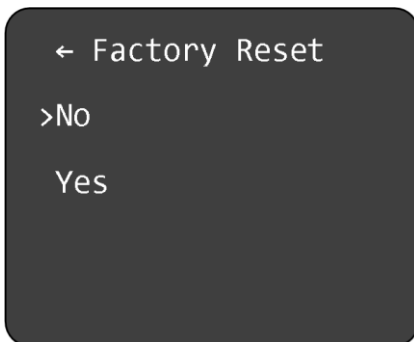 ← Factory Reset
>No
Yes